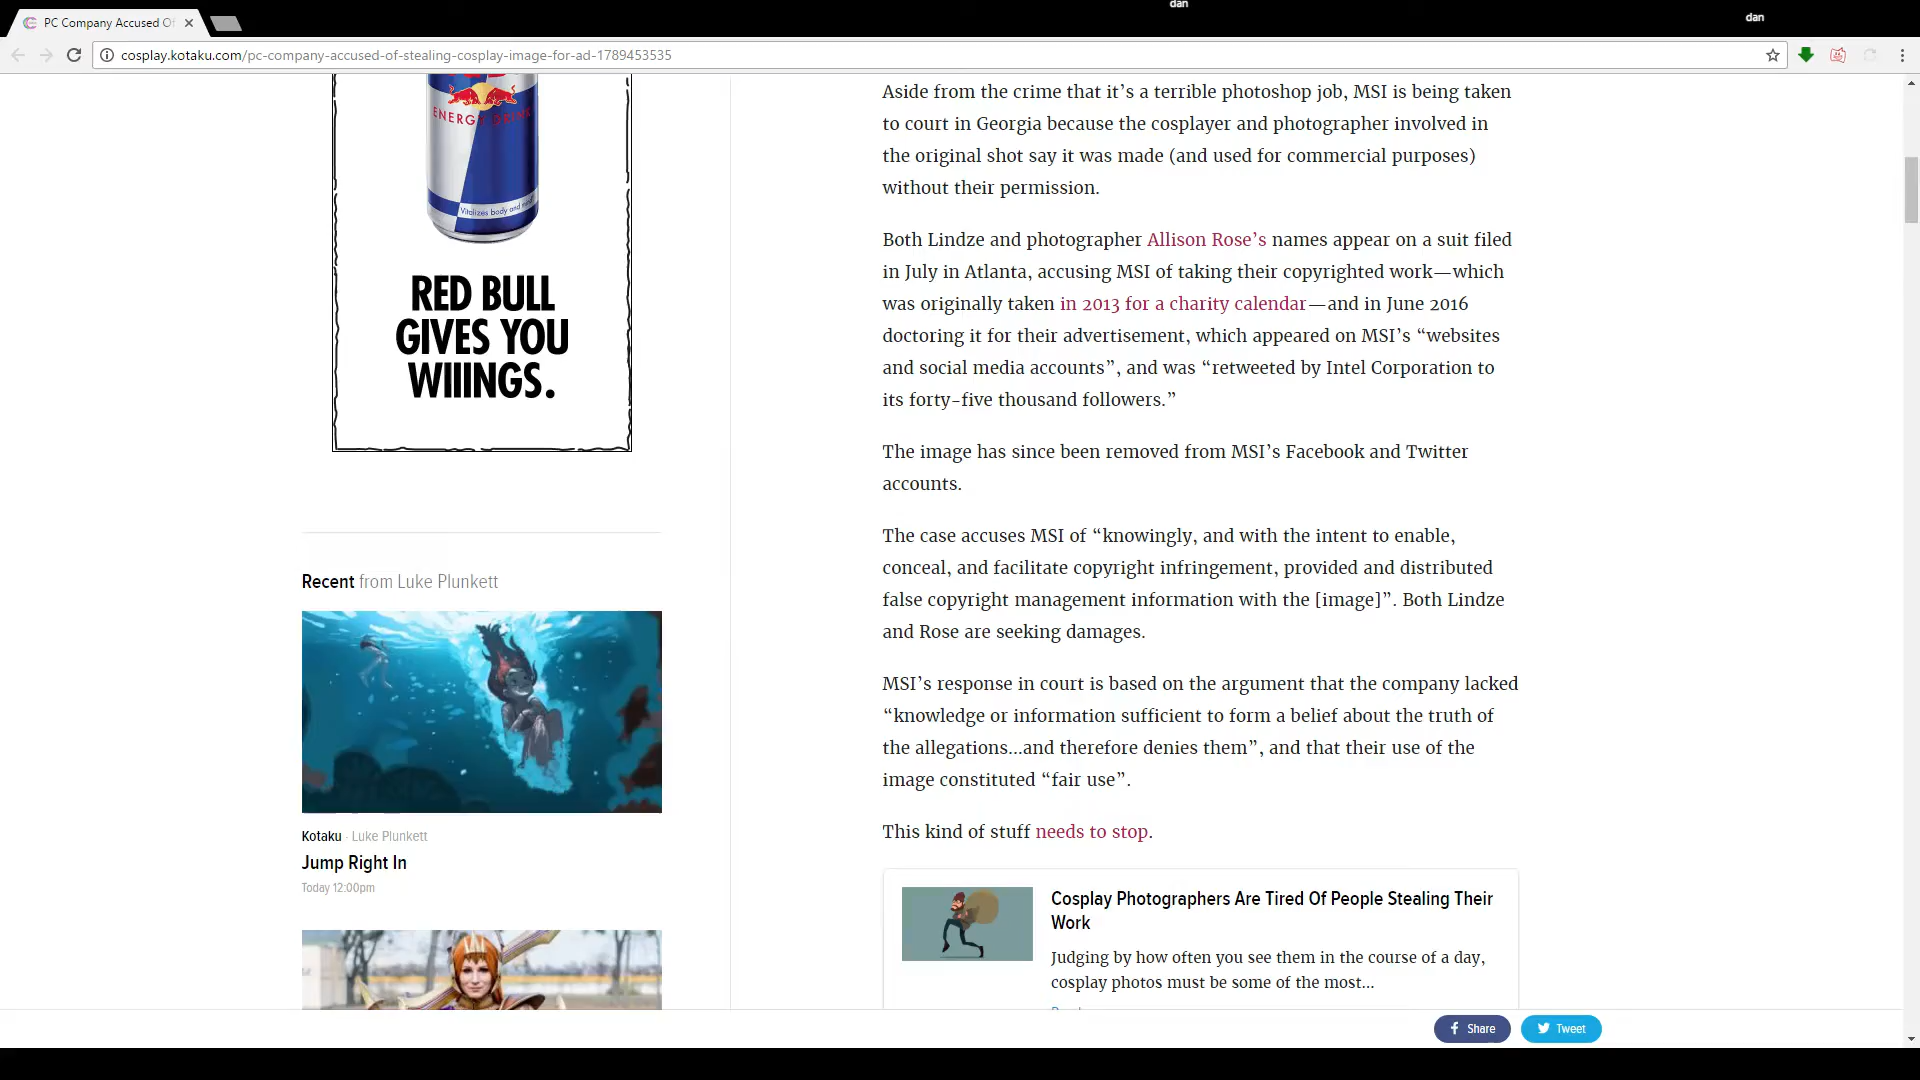 dan
dan
PC Company Accused Of
cosplay.kotaku.com/pc-company-accused-of-stealing-cosplay-image-for-ad-1789453535
ENERGY DRINK
Vitalizes body and mind
RED BULL
GIVES YOU
WIIINGS.
Recent from Luke Plunkett
Kotaku · Luke Plunkett
Jump Right In
Today 12:00pm
Aside from the crime that it’s a terrible photoshop job, MSI is being taken
to court in Georgia because the cosplayer and photographer involved in
the original shot say it was made (and used for commercial purposes)
without their permission.
Both Lindze and photographer Allison Rose’s names appear on a suit filed
in July in Atlanta, accusing MSI of taking their copyrighted work—which
was originally taken in 2013 for a charity calendar—and in June 2016
doctoring it for their advertisement, which appeared on MSI’s “websites
and social media accounts”, and was “retweeted by Intel Corporation to
its forty-five thousand followers.”
The image has since been removed from MSI’s Facebook and Twitter
accounts.
The case accuses MSI of “knowingly, and with the intent to enable,
conceal, and facilitate copyright infringement, provided and distributed
false copyright management information with the [image]”. Both Lindze
and Rose are seeking damages.
MSI’s response in court is based on the argument that the company lacked
“knowledge or information sufficient to form a belief about the truth of
the allegations...and therefore denies them”, and that their use of the
image constituted “fair use”.
This kind of stuff needs to stop.
Cosplay Photographers Are Tired Of People Stealing Their
Work
Judging by how often you see them in the course of a day,
cosplay photos must be some of the most...
Share
Tweet